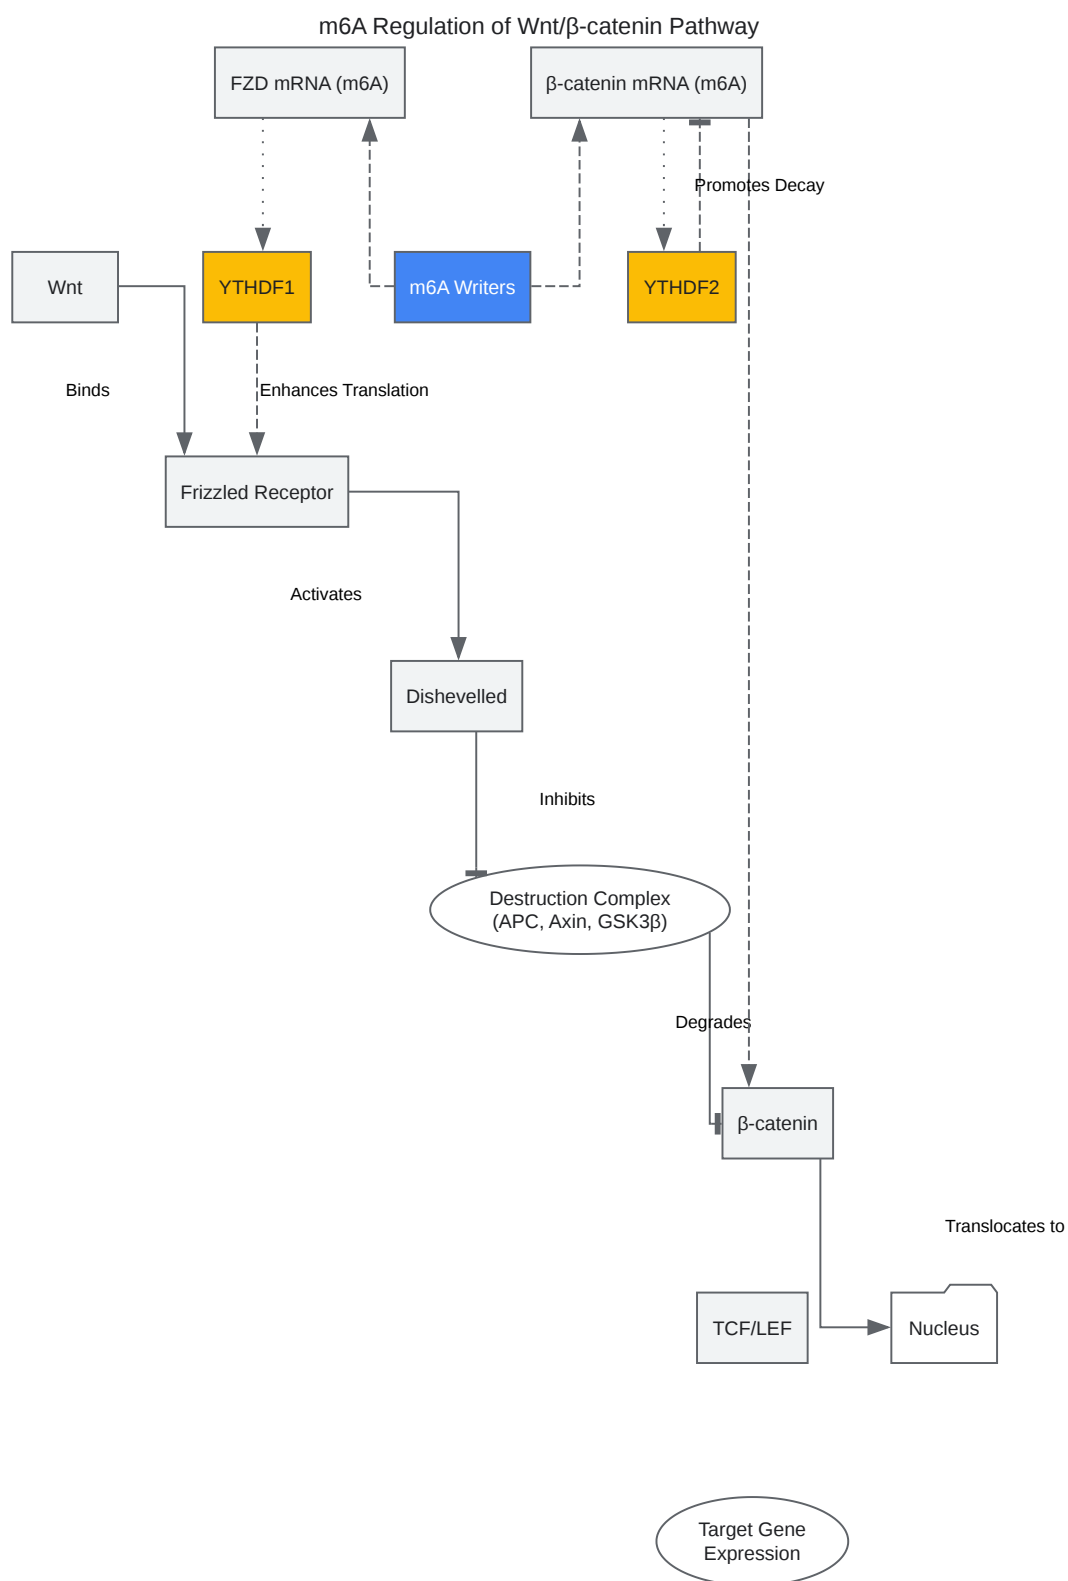 m6A Regulation of Wnt/β-catenin Pathway
FZD mRNA (m6A)
β-catenin mRNA (m6A)
Promotes Decay
Wnt
YTHDF1
m6A Writers
YTHDF2
Binds
Enhances Translation
Frizzled Receptor
Activates
Dishevelled
Inhibits
Destruction Complex
(APC, Axin, GSK3β)
Degrades
β-catenin
Translocates to
TCF/LEF
Nucleus
Target Gene
Expression